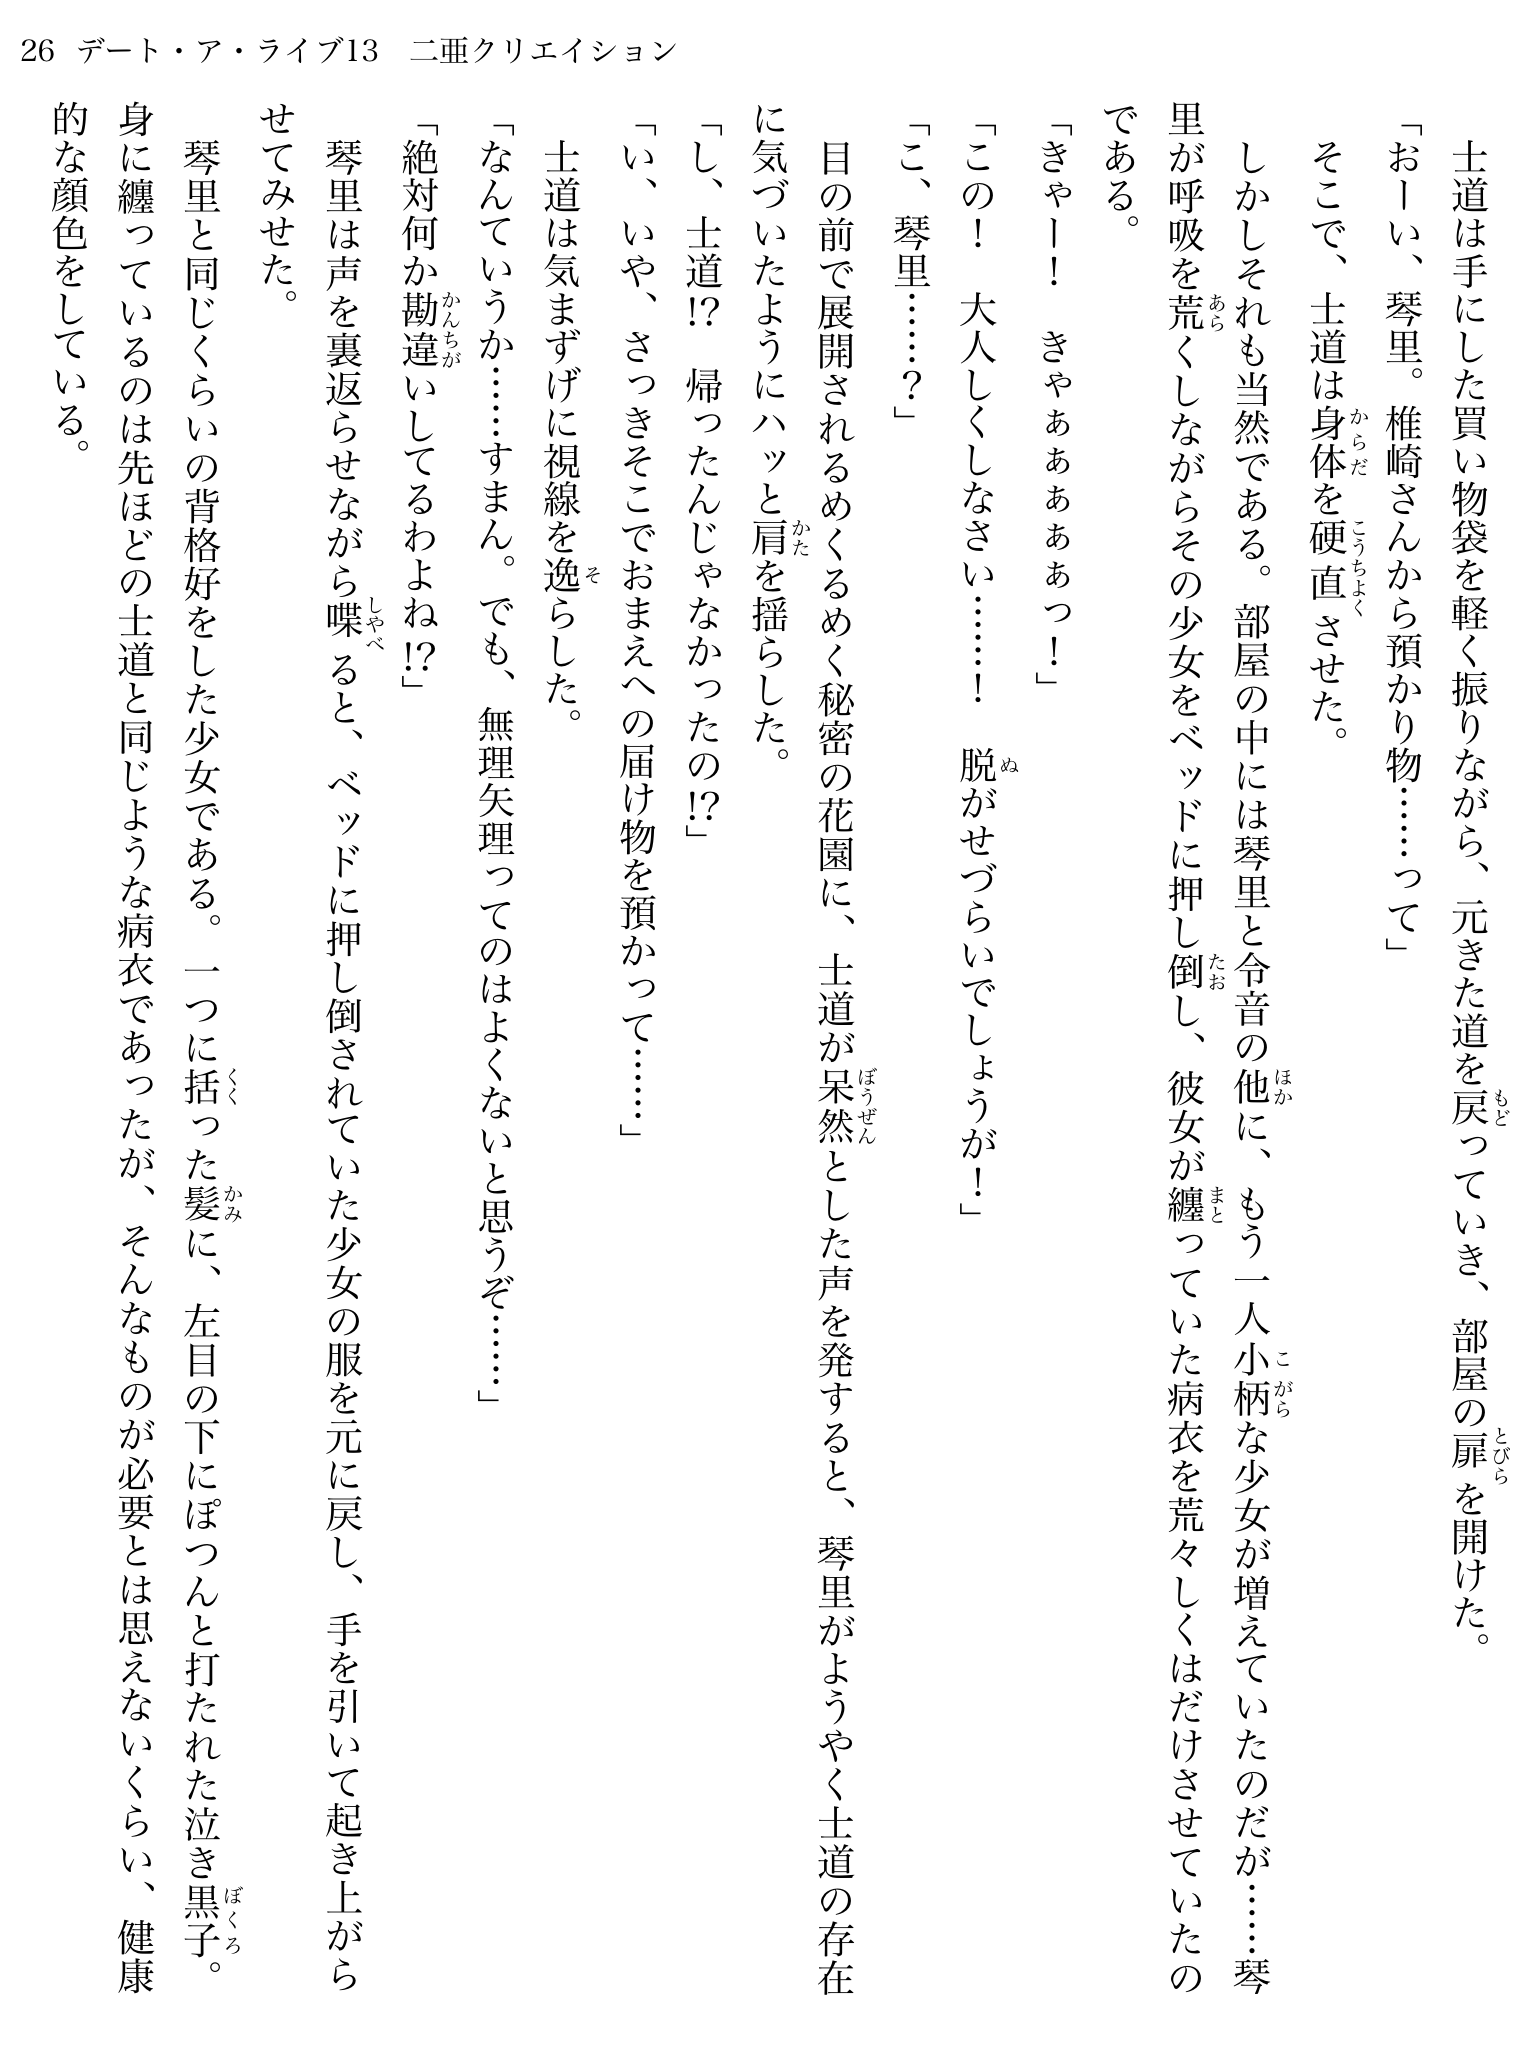 26 デート・ア・ライブ13　二亜クリエイション
　士道は手にした買い物袋を軽く振りながら、元きた道を戻っていき、部屋の扉を開けた。
「おーい、琴里。椎崎さんから預かり物……って」
　そこで、士道は身体を硬直させた。
　しかしそれも当然である。部屋の中には琴里と令音の他に、もう一人小柄な少女が増えていたのだが……琴
里が呼吸を荒くしながらその少女をベッドに押し倒し、彼女が纏っていた病衣を荒々しくはだけさせていたの
である。
「きゃー！　きゃぁぁぁぁぁっ！」
「この！　大人しくしなさい……！　脱がせづらいでしょうが！」
「こ、琴里……？」
　目の前で展開されるめくるめく秘密の花園に、士道が呆然とした声を発すると、琴里がようやく士道の存在
に気づいたようにハッと肩を揺らした。
「し、士道!?　帰ったんじゃなかったの!?」
「い、いや、さっきそこでおまえへの届け物を預かって……」
　士道は気まずげに視線を逸らした。
「なんていうか……すまん。でも、無理矢理ってのはよくないと思うぞ……」
「絶対何か勘違いしてるわよね!?」
　琴里は声を裏返らせながら喋ると、ベッドに押し倒されていた少女の服を元に戻し、手を引いて起き上がら
せてみせた。
　琴里と同じくらいの背格好をした少女である。一つに括った髪に、左目の下にぽつんと打たれた泣き黒子。
身に纏っているのは先ほどの士道と同じような病衣であったが、そんなものが必要とは思えないくらい、健康
的な顔色をしている。